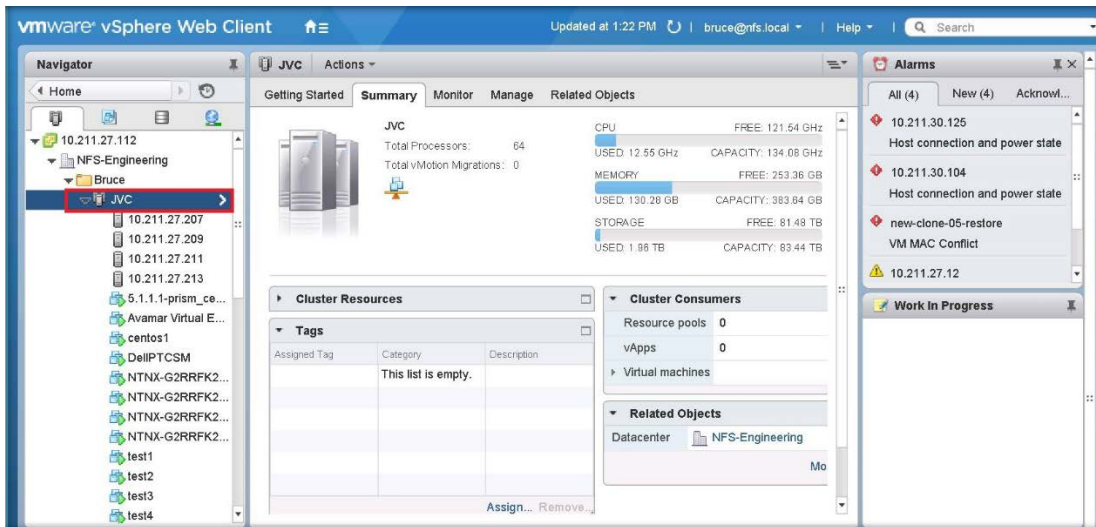 vmware® vSphere Web Client
Updated at 1:22 PM | bruce@nfs.local | Help | Search
Navigator
Home
10.211.27.112
NFS-Engineering
Bruce
JVC
10.211.27.207
10.211.27.209
10.211.27.211
10.211.27.213
5.1.1.1-prism_ce...
Avamar Virtual E...
centos1
DellPTCSM
NTNX-G2RRFK2...
NTNX-G2RRFK2...
NTNX-G2RRFK2...
NTNX-G2RRFK2...
test1
test2
test3
test4
JVC Actions
Getting Started Summary Monitor Manage Related Objects
JVC
Total Processors: 64
Total vMotion Migrations: 0
CPU FREE: 121.54 GHz
USED: 12.55 GHz CAPACITY: 134.08 GHz
MEMORY FREE: 253.36 GB
USED: 130.28 GB CAPACITY: 383.64 GB
STORAGE FREE: 81.48 TB
USED: 1.96 TB CAPACITY: 83.44 TB
Cluster Resources
Tags
Assigned Tag Category Description
This list is empty.
Assign... Remove...
Cluster Consumers
Resource pools 0
vApps 0
Virtual machines
Related Objects
Datacenter NFS-Engineering
Mo
Alarms
All (4) New (4) Acknowl...
10.211.30.125
Host connection and power state
10.211.30.104
Host connection and power state
new-clone-05-restore
VM MAC Conflict
10.211.27.12
Work In Progress